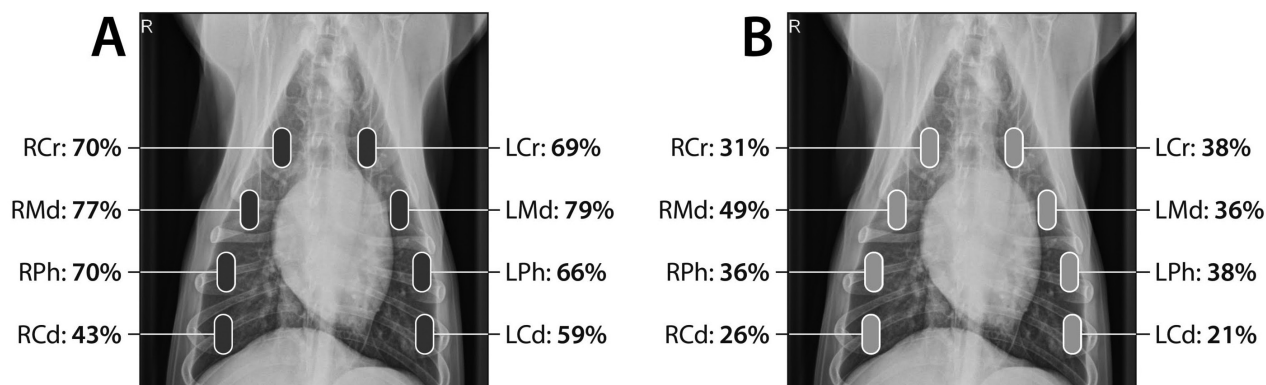 A
R
RCr: 70%
LCr: 69%
RMd: 77%
LMd: 79%
RPh: 70%
LPh: 66%
RCd: 43%
LCd: 59%
B
R
RCr: 31%
LCr: 38%
RMd: 49%
LMd: 36%
RPh: 36%
LPh: 38%
RCd: 26%
LCd: 21%